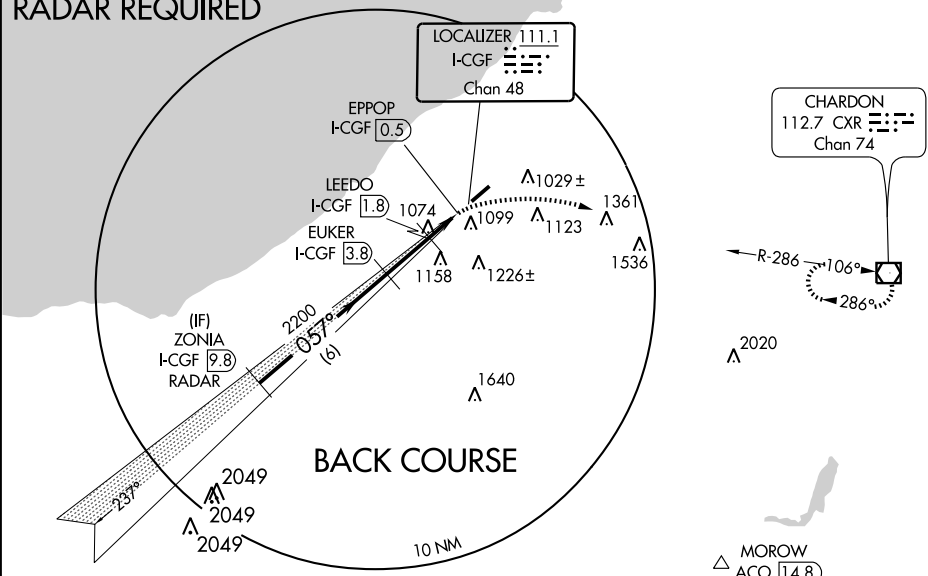 RADAR REQUIRED
LOCALIZER 111.1
I-CGF
Chan 48
EPPOP
I-CGF 0.5
CHARDON
112.7 CXR
Chan 74
LEEDO
I-CGF 1.8
EUKER
I-CGF 3.8
1074
1099
1029±
1123
1361
1536
1158
1226±
R-286
106°
286°
(IF)
ZONIA
I-CGF 9.8
RADAR
2200
057°
(6)
2020
1640
BACK COURSE
237°
2049
2049
2049
10 NM
MOROW
ACO 14.8